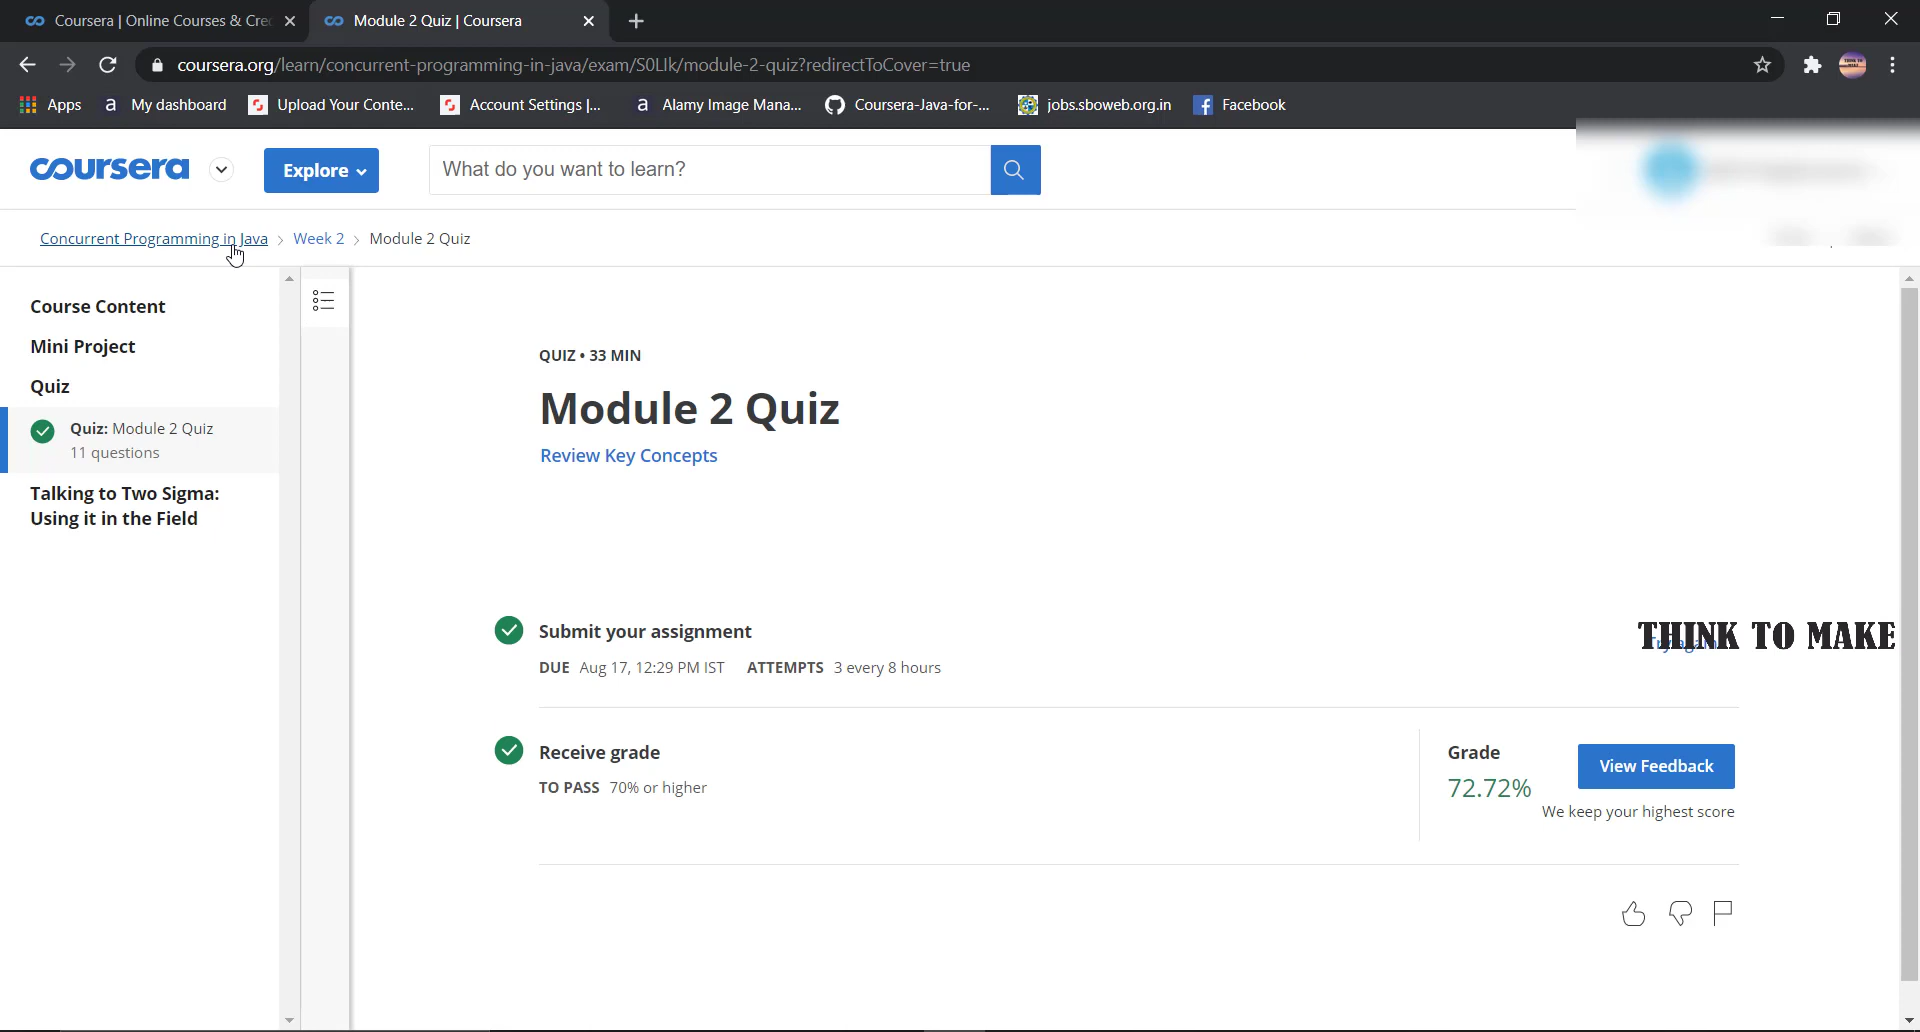 Coursera | Online Courses & Cre
Module 2 Quiz | Coursera
coursera.org/learn/concurrent-programming-in-java/exam/S0LIk/module-2-quiz?redirectToCover=true
Apps
a My dashboard
Upload Your Conte...
Account Settings |...
a Alamy Image Mana...
Coursera-Java-for-...
jobs.sboweb.org.in
Facebook
coursera
Explore
What do you want to learn?
Concurrent Programming in Java > Week 2 > Module 2 Quiz
Course Content
Mini Project
Quiz
Quiz: Module 2 Quiz
11 questions
Talking to Two Sigma:
Using it in the Field
QUIZ • 33 MIN
Module 2 Quiz
Review Key Concepts
Submit your assignment
DUE Aug 17, 12:29 PM IST ATTEMPTS 3 every 8 hours
THINK TO MAKE
Receive grade
TO PASS 70% or higher
Grade
72.72%
View Feedback
We keep your highest score